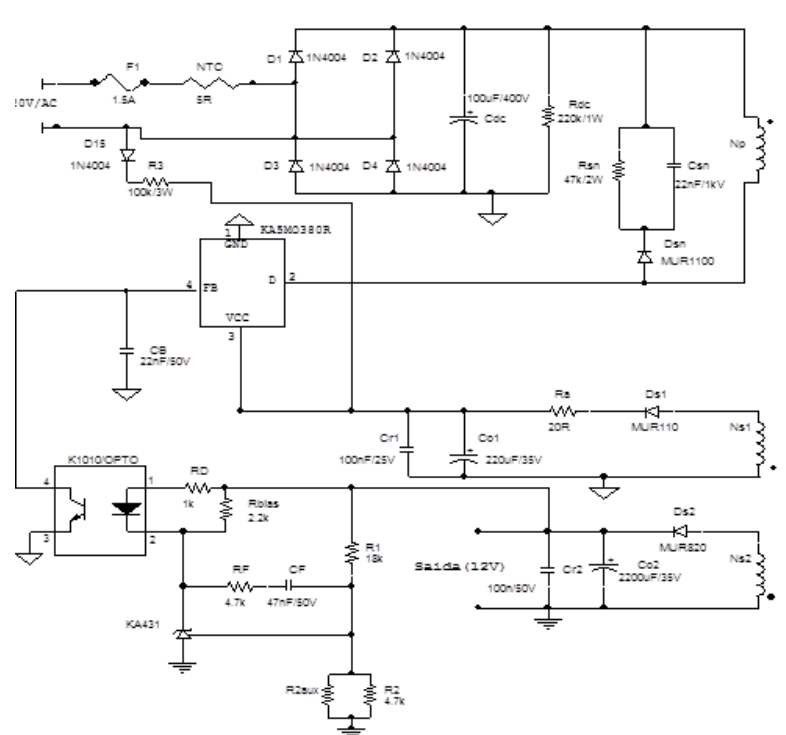 F1
1.5A
NTC
5R
D1
1N4004
D2
1N4004
100uF/400V
Cdc
Rdc
220k/1W
Np
0V/AC
D15
1N4004
R3
100k/3W
D3
1N4004
D4
1N4004
Rsn
47k/2W
Csn
22nF/1kV
Dsn
MUR1100
KA5M0380R
1
GND
4
FB
D
2
VCC
3
CB
22nF/50V
Ra
20R
Ds1
MUR110
Ns1
Cr1
100nF/25V
Co1
220uF/35V
K1010/OPTO
4
1
3
2
RD
1k
Rbias
2.2k
R1
18k
Ds2
MUR820
Ns2
Saida(12V)
100n/50V
Cr2
Co2
2200uF/35V
RF
4.7k
CF
47nF/50V
KA431
R2aux
R2
4.7k